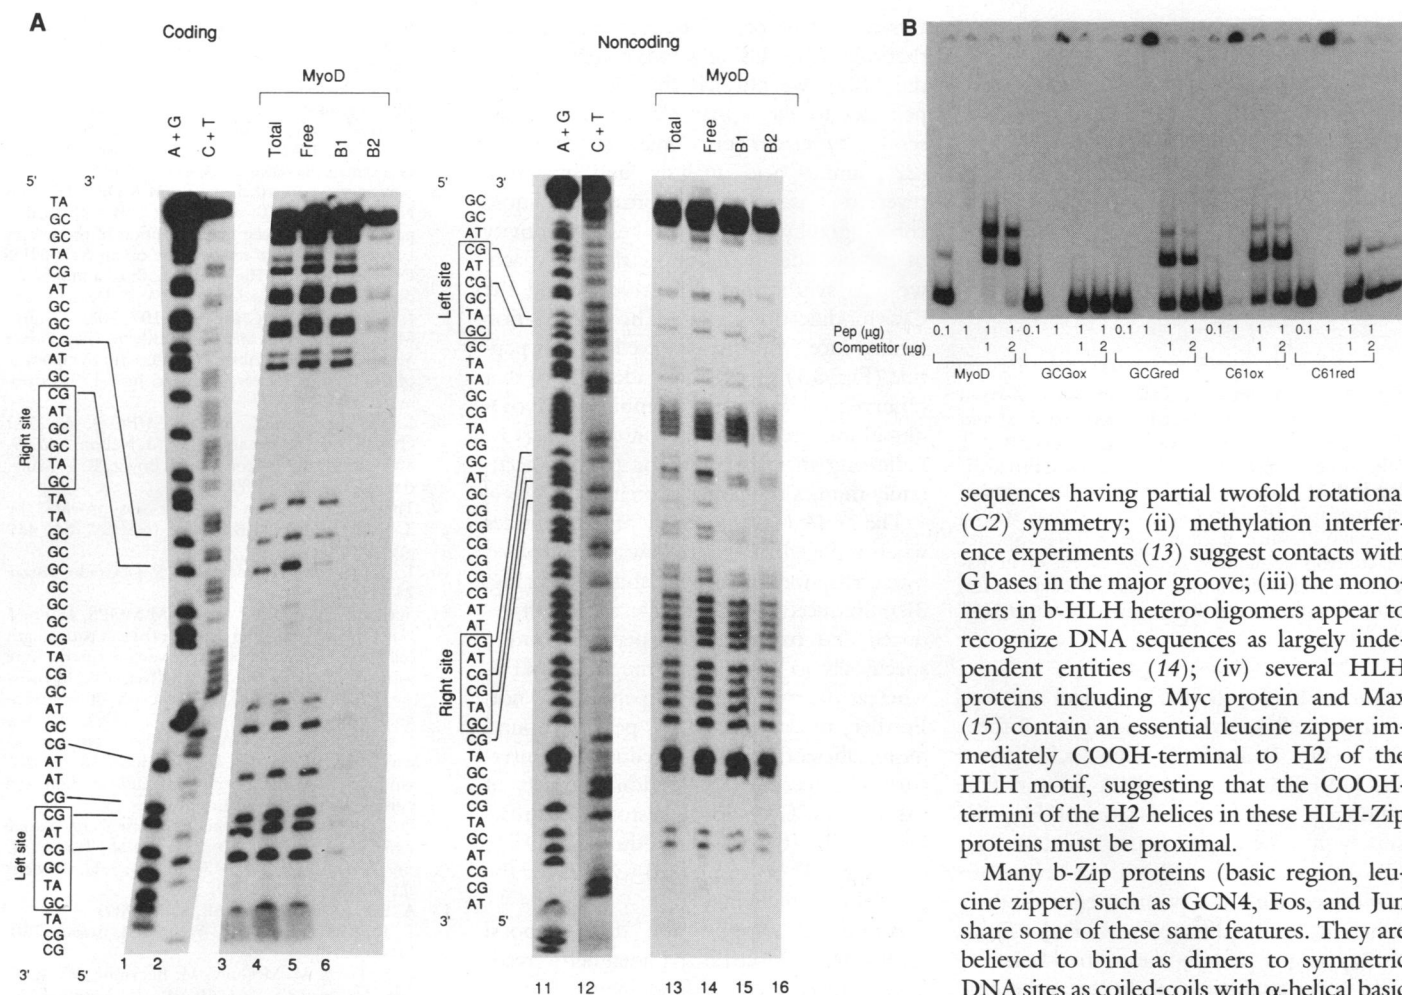 A
Coding
MyoD
A + G
C + T
Total
Free
B1
B2
5' 3'
TA
GC
GC
TA
CG
AT
GC
GC
CG
AT
GC
CG
AT
GC
GC
TA
GC
TA
TA
GC
GC
GC
GC
GC
CG
TA
CG
GC
AT
GC
CG
AT
AT
CG
CG
AT
CG
GC
TA
GC
TA
CG
CG
3' 5'
Right site
Left site
1 2 3 4 5 6
Noncoding
MyoD
A + G
C + T
Total
Free
B1
B2
5' 3'
GC
GC
AT
CG
AT
CG
GC
TA
GC
GC
TA
TA
GC
CG
TA
CG
GC
AT
GC
CG
CG
CG
CG
AT
AT
CG
AT
CG
CG
TA
GC
CG
TA
GC
CG
TA
GC
AT
CG
CG
AT
3' 5'
Left site
Right site
11 12 13 14 15 16
B
0.1 1 1 1 0.1 1 1 1 0.1 1 1 1 0.1 1 1 1 0.1 1 1 1
Pep (µg)
Competitor (µg) 1 2 1 2 1 2 1 2 1 2
MyoD GCGox GCGred C61ox C61red
sequences having partial twofold rotational
(C2) symmetry; (ii) methylation interfer-
ence experiments (13) suggest contacts with
G bases in the major groove; (iii) the mono-
mers in b-HLH hetero-oligomers appear to
recognize DNA sequences as largely inde-
pendent entities (14); (iv) several HLH
proteins including Myc protein and Max
(15) contain an essential leucine zipper im-
mediately COOH-terminal to H2 of the
HLH motif, suggesting that the COOH-
termini of the H2 helices in these HLH-Zip
proteins must be proximal.
Many b-Zip proteins (basic region, leu-
cine zipper) such as GCN4, Fos, and Jun
share some of these same features. They are
believed to bind as dimers to symmetric
DNA sites as coiled-coils with α-helical basic